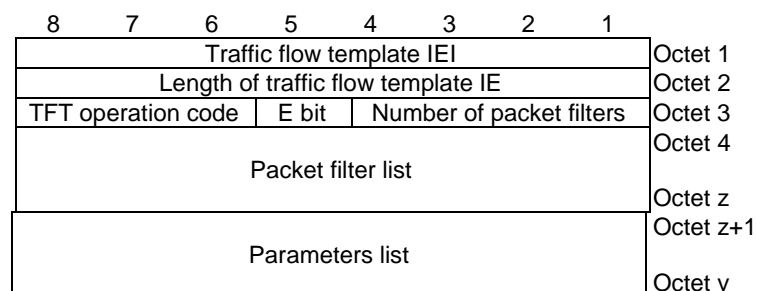 8 7 6 5 4 3 2 1
Traffic flow template IEI Octet 1
Length of traffic flow template IE Octet 2
TFT operation code E bit Number of packet filters Octet 3
Octet 4
Packet filter list
Octet z
Octet z+1
Parameters list
Octet v